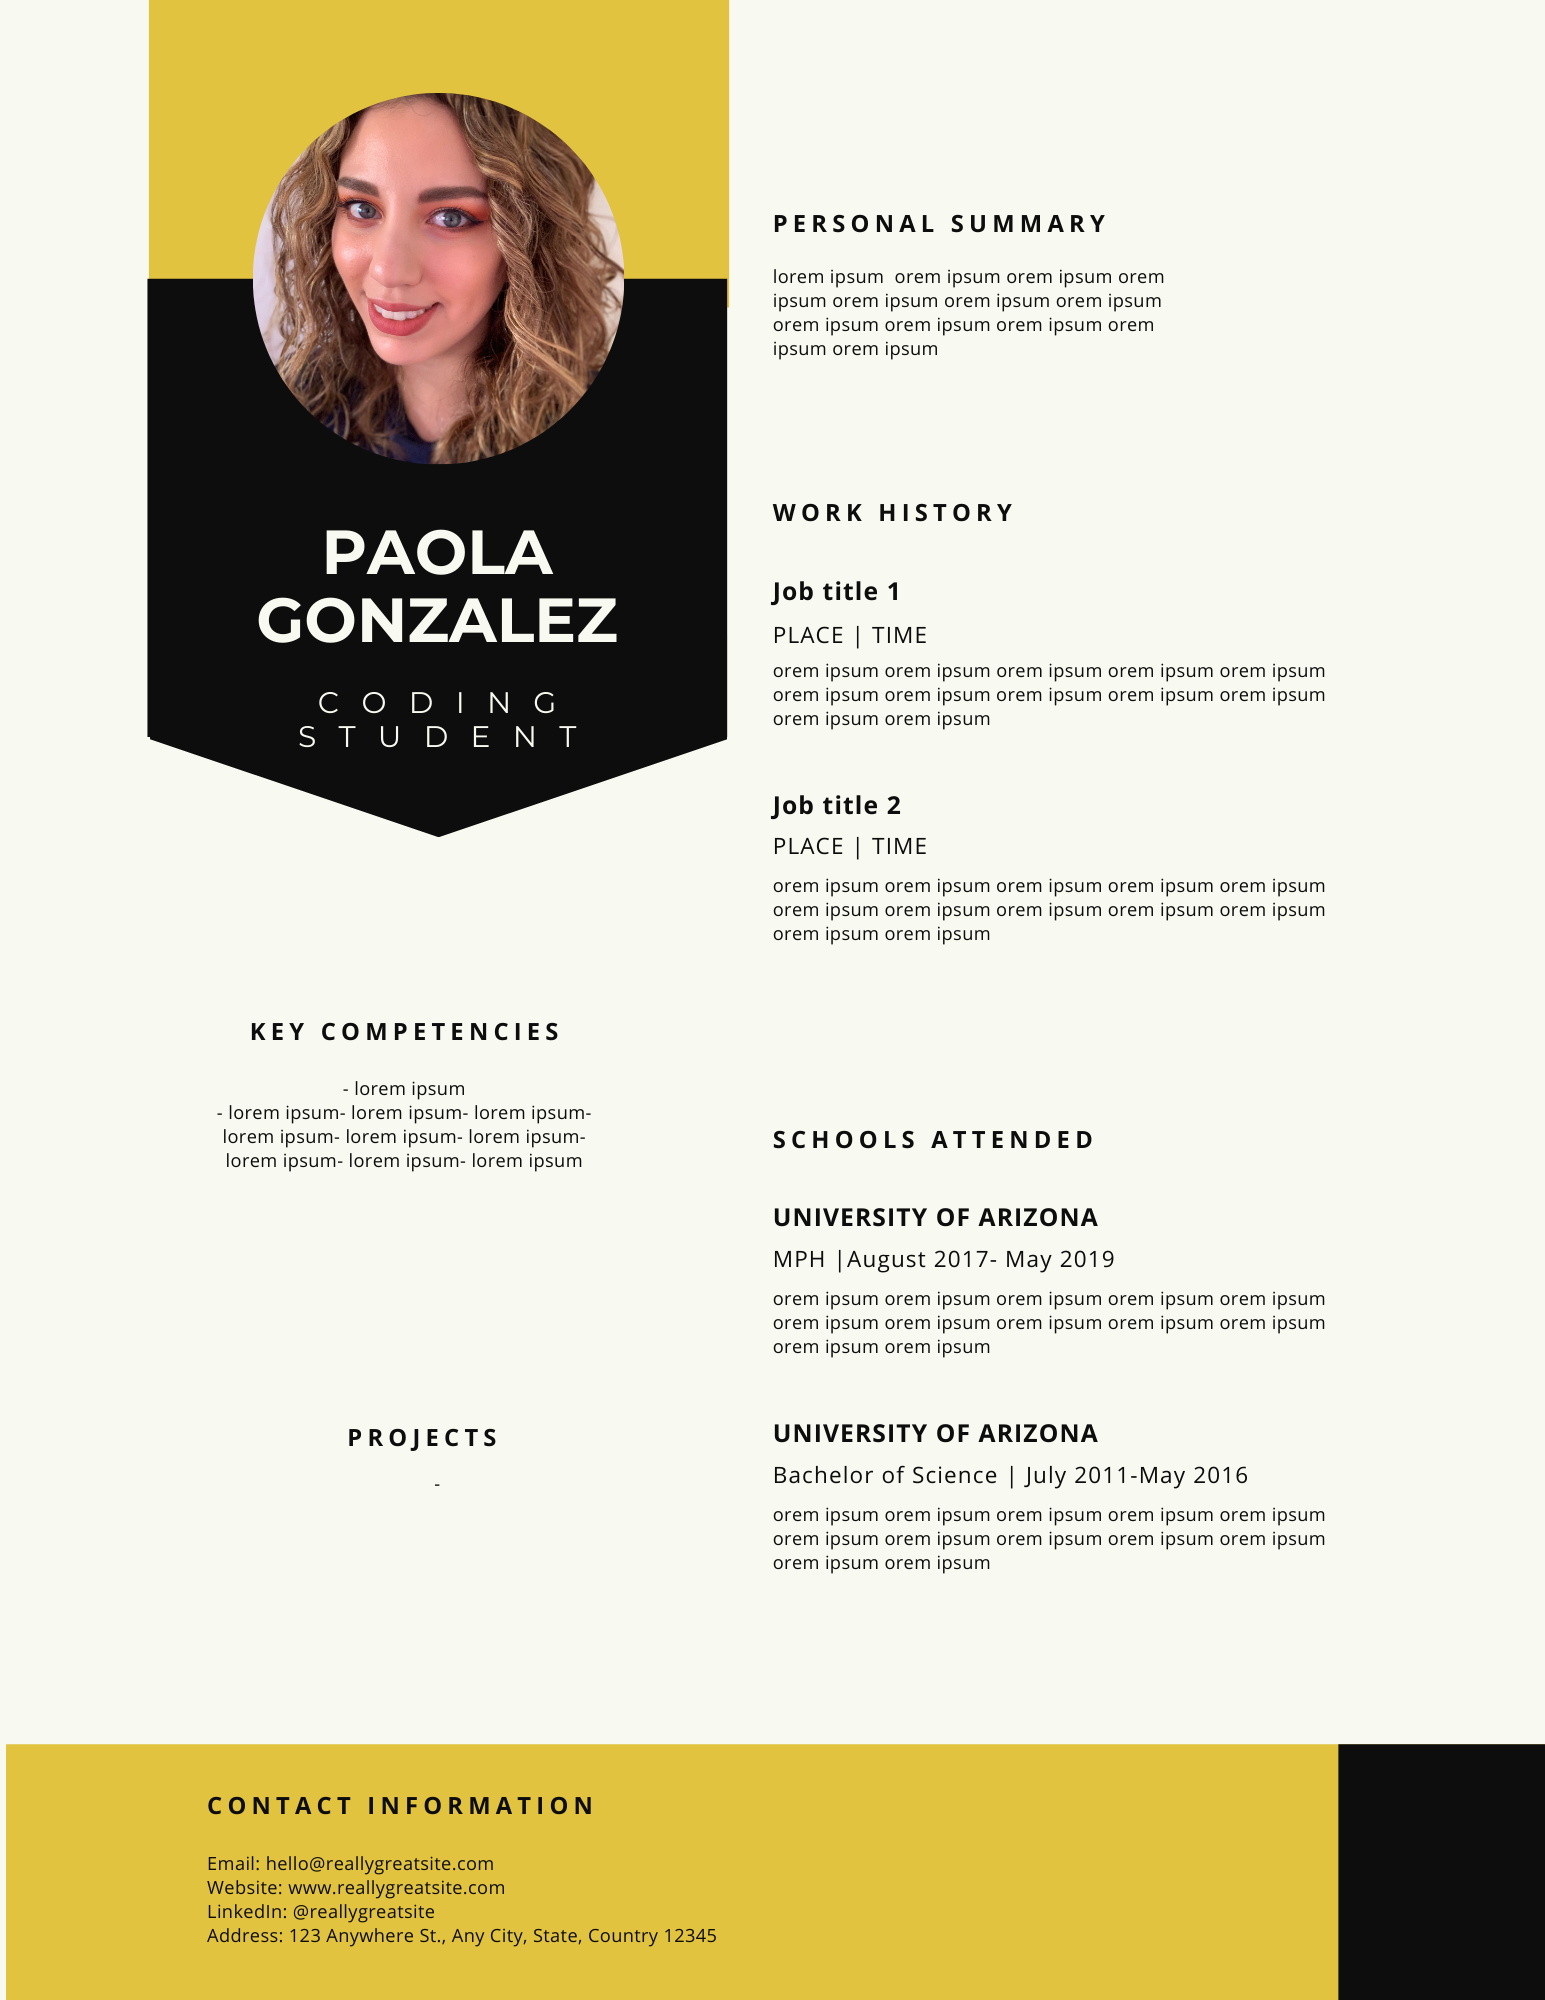 PAOLA
GONZALEZ
CODING
STUDENT
KEY COMPETENCIES
- lorem ipsum
- lorem ipsum- lorem ipsum- lorem ipsum-
lorem ipsum- lorem ipsum- lorem ipsum-
lorem ipsum- lorem ipsum- lorem ipsum
PROJECTS
-
PERSONAL SUMMARY
lorem ipsum  orem ipsum orem ipsum orem
ipsum orem ipsum orem ipsum orem ipsum
orem ipsum orem ipsum orem ipsum orem
ipsum orem ipsum
WORK HISTORY
Job title 1
PLACE | TIME
orem ipsum orem ipsum orem ipsum orem ipsum orem ipsum
orem ipsum orem ipsum orem ipsum orem ipsum orem ipsum
orem ipsum orem ipsum
Job title 2
PLACE | TIME
orem ipsum orem ipsum orem ipsum orem ipsum orem ipsum
orem ipsum orem ipsum orem ipsum orem ipsum orem ipsum
orem ipsum orem ipsum
SCHOOLS ATTENDED
UNIVERSITY OF ARIZONA
MPH |August 2017- May 2019
orem ipsum orem ipsum orem ipsum orem ipsum orem ipsum
orem ipsum orem ipsum orem ipsum orem ipsum orem ipsum
orem ipsum orem ipsum
UNIVERSITY OF ARIZONA
Bachelor of Science | July 2011-May 2016
orem ipsum orem ipsum orem ipsum orem ipsum orem ipsum
orem ipsum orem ipsum orem ipsum orem ipsum orem ipsum
orem ipsum orem ipsum
CONTACT INFORMATION
Email: hello@reallygreatsite.com
Website: www.reallygreatsite.com
LinkedIn: @reallygreatsite
Address: 123 Anywhere St., Any City, State, Country 12345